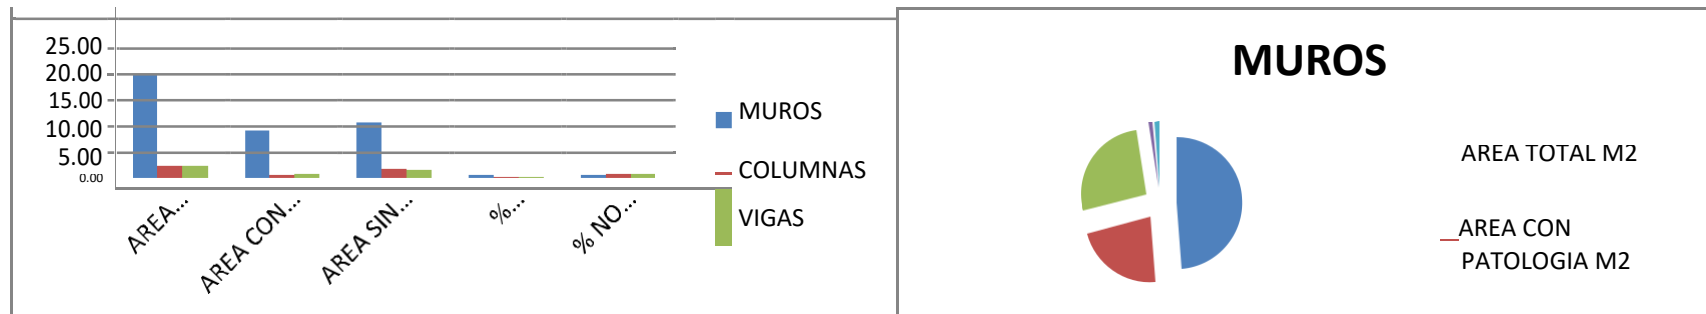 25.00
20.00
15.00
10.00
5.00
0.00
AREA...
AREA CON...
AREA SIN...
%...
% NO...
MUROS
COLUMNAS
VIGAS
MUROS
AREA TOTAL M2
AREA CON
PATOLOGIA M2